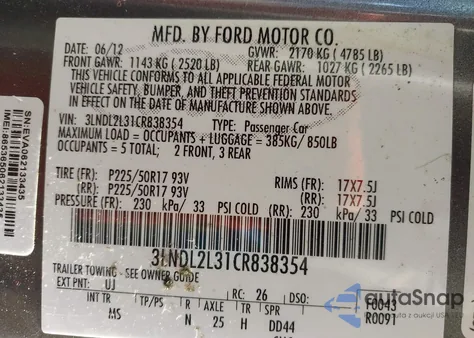 MFD. BY FORD MOTOR CO.
DATE: 06/12 GVWR: 2170 KG ( 4785 LB)
FRONT GAWR: 1143 KG ( 2520 LB) REAR GAWR: 1027 KG ( 2265 LB)
THIS VEHICLE CONFORMS TO ALL APPLICABLE FEDERAL MOTOR
VEHICLE SAFETY, BUMPER, AND THEFT PREVENTION STANDARDS
IN EFFECT ON THE DATE OF MANUFACTURE SHOWN ABOVE.
VIN: 3LNDL2L31CR838354 TYPE: Passenger Car
MAXIMUM LOAD = OCCUPANTS + LUGGAGE = 385KG/ 850LB
OCCUPANTS = 5 TOTAL; 2 FRONT, 3 REAR
TIRE (FR): P225/50R17 93V RIMS (FR): 17X7.5J
(RR): P225/50R17 93V (RR): 17X7.5J
PRESSURE (FR): 230 kPa/ 33 PSI COLD (RR): 230 kPa/ 33 PSI COLD
3LNDL2L31CR838354
TRAILER TOWING - SEE OWNER GUIDE
EXT PNT: UJ RC: 26 DSO: F0043
INT TR TP/PS R AXLE TR SPR R0091
MS N 25 H DD44
SN:EVA062133435
autoSnap